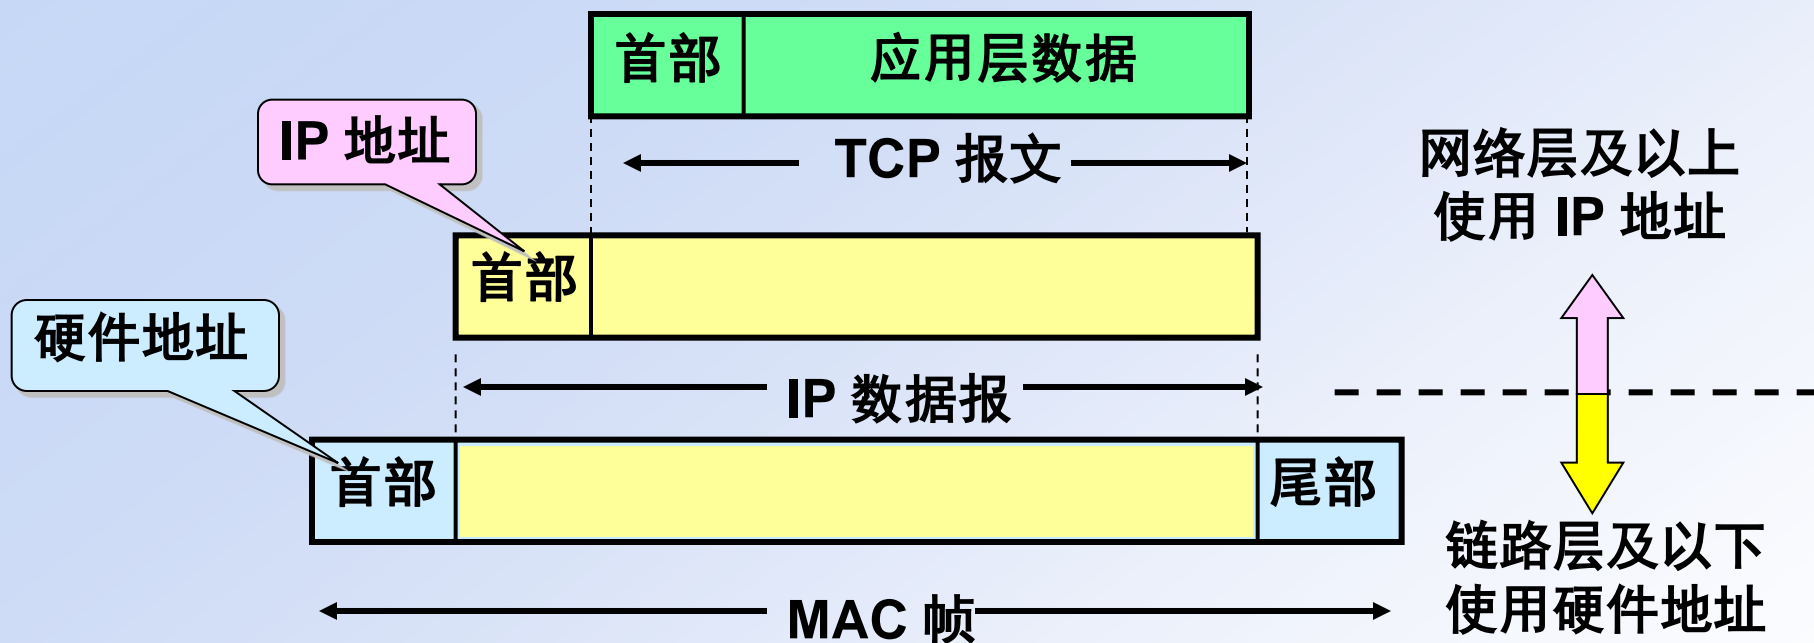 首部
应用层数据
IP 地址
TCP 报文
网络层及以上
使用 IP 地址
首部
硬件地址
IP 数据报
首部
尾部
链路层及以下
使用硬件地址
MAC 帧